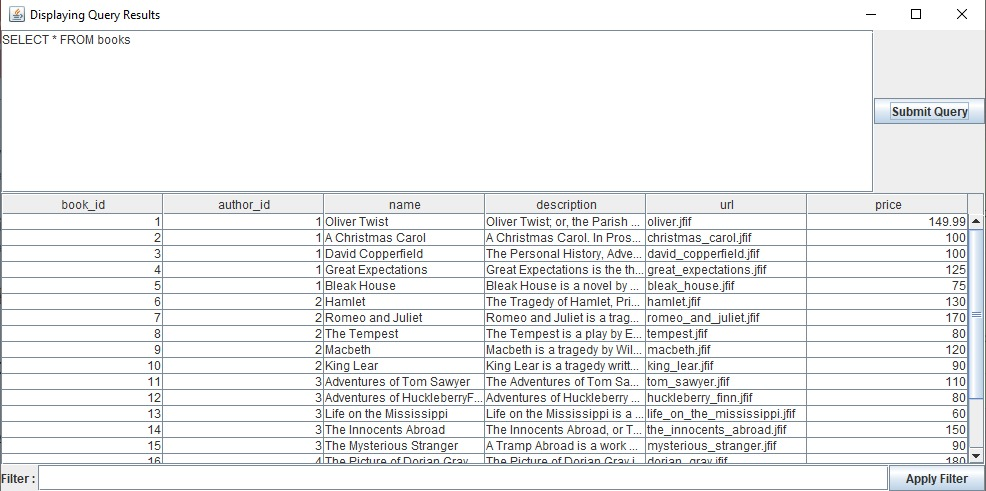 Displaying Query Results
SELECT * FROM books
Submit Query
book_id author_id name description url price
1 1 Oliver Twist Oliver Twist; or, the Parish ... oliver.jfif 149.99
2 1 A Christmas Carol A Christmas Carol. In Pros... christmas_carol.jfif 100
3 1 David Copperfield The Personal History, Adve... david_copperfield.jfif 100
4 1 Great Expectations Great Expectations is the th... great_expectations.jfif 125
5 1 Bleak House Bleak House is a novel by ... bleak_house.jfif 75
6 2 Hamlet The Tragedy of Hamlet, Pri... hamlet.jfif 130
7 2 Romeo and Juliet Romeo and Juliet is a trag... romeo_and_juliet.jfif 170
8 2 The Tempest The Tempest is a play by E... tempest.jfif 80
9 2 Macbeth Macbeth is a tragedy by Wil... macbeth.jfif 120
10 2 King Lear King Lear is a tragedy writt... king_lear.jfif 90
11 3 Adventures of Tom Sawyer The Adventures of Tom Sa... tom_sawyer.jfif 110
12 3 Adventures of HuckleberryF... Adventures of Huckleberry ... huckleberry_finn.jfif 80
13 3 Life on the Mississippi Life on the Mississippi is a ... life_on_the_mississippi.jfif 60
14 3 The Innocents Abroad The Innocents Abroad, or T... the_innocents_abroad.jfif 150
15 3 The Mysterious Stranger A Tramp Abroad is a work ... mysterious_stranger.jfif 90
16 4 The Picture of Dorian Gray The Picture of Dorian Gray i... dorian_gray.jfif 180
Filter : Apply Filter